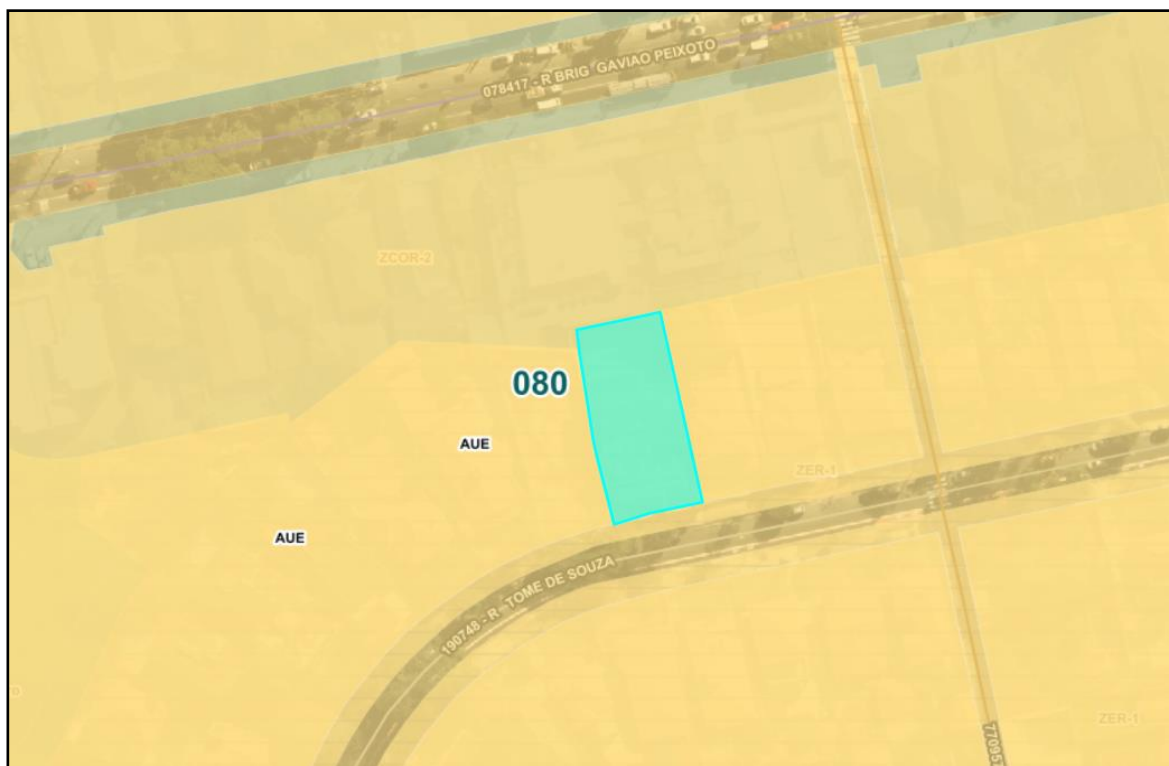 078417 - R BRIG GAVIAO PEIXOTO
ZCOR-2
080
AUE
ZER-1
AUE
190748 - R TOME DE SOUZA
ZER-1